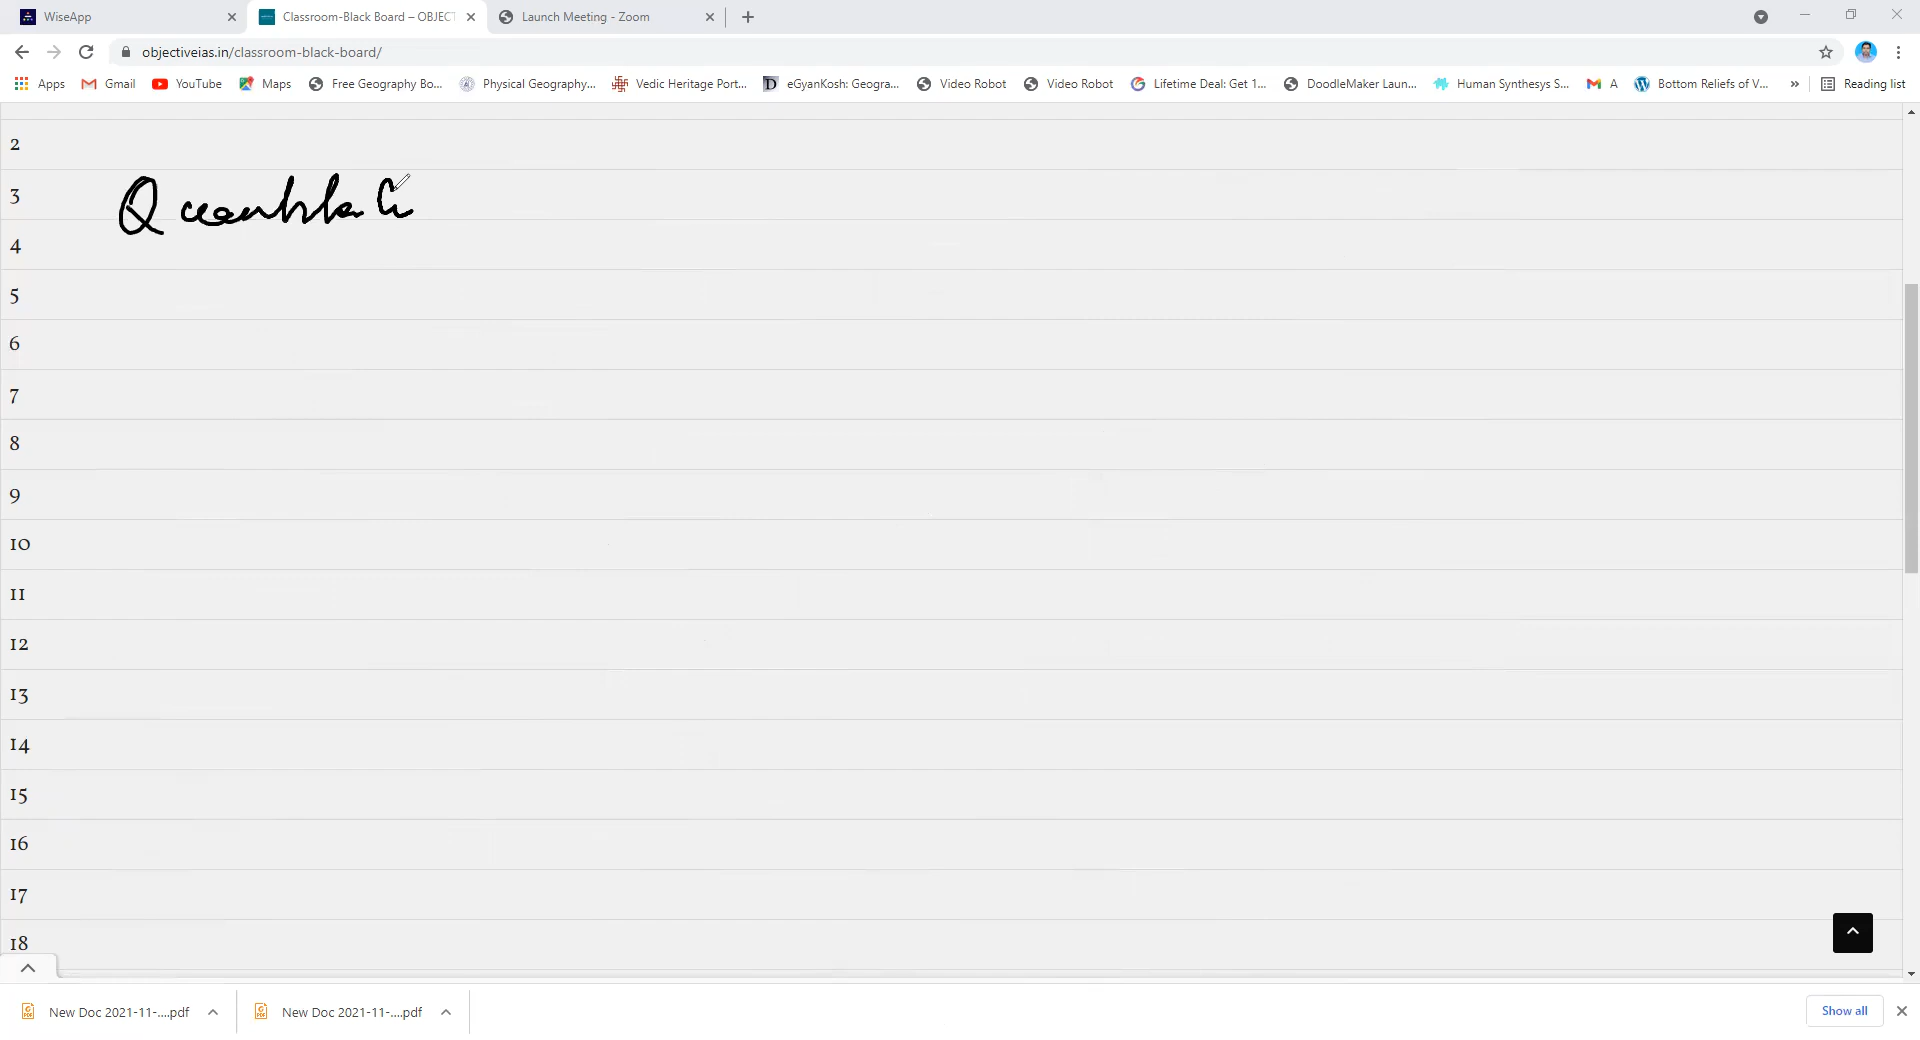 WiseApp
Classroom-Black Board – OBJECT
Launch Meeting - Zoom
objectiveias.in/classroom-black-board/
Apps
Gmail
YouTube
Maps
Free Geography Bo...
Physical Geography...
Vedic Heritage Port...
eGyanKosh: Geogra...
Video Robot
Video Robot
Lifetime Deal: Get 1...
DoodleMaker Laun...
Human Synthesys S...
A
Bottom Reliefs of V...
»
Reading list
2
3
4
5
6
7
8
9
10
11
12
13
14
15
16
17
18
New Doc 2021-11-....pdf
New Doc 2021-11-....pdf
Show all